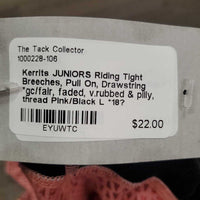 The Tack Collector
1000228-106
Kerrits JUNIORS Riding Tight
Breeches, Pull On, Drawstring
*gc/fair, faded, v.rubbed & pilly,
thread Pink/Black L *18?
EYUWTC
$22.00